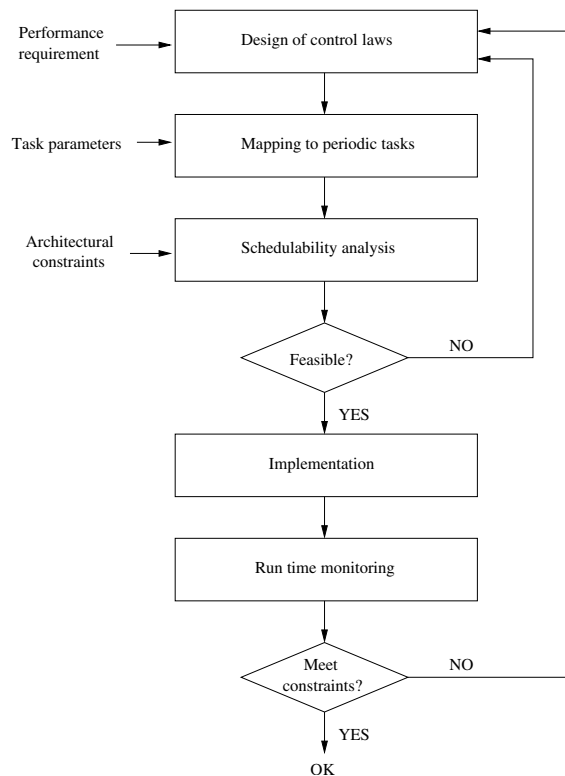 Performance
requirement
Design of control laws
Task parameters
Mapping to periodic tasks
Architectural
constraints
Schedulability analysis
Feasible?
NO
YES
Implementation
Run time monitoring
Meet
constraints?
NO
YES
OK